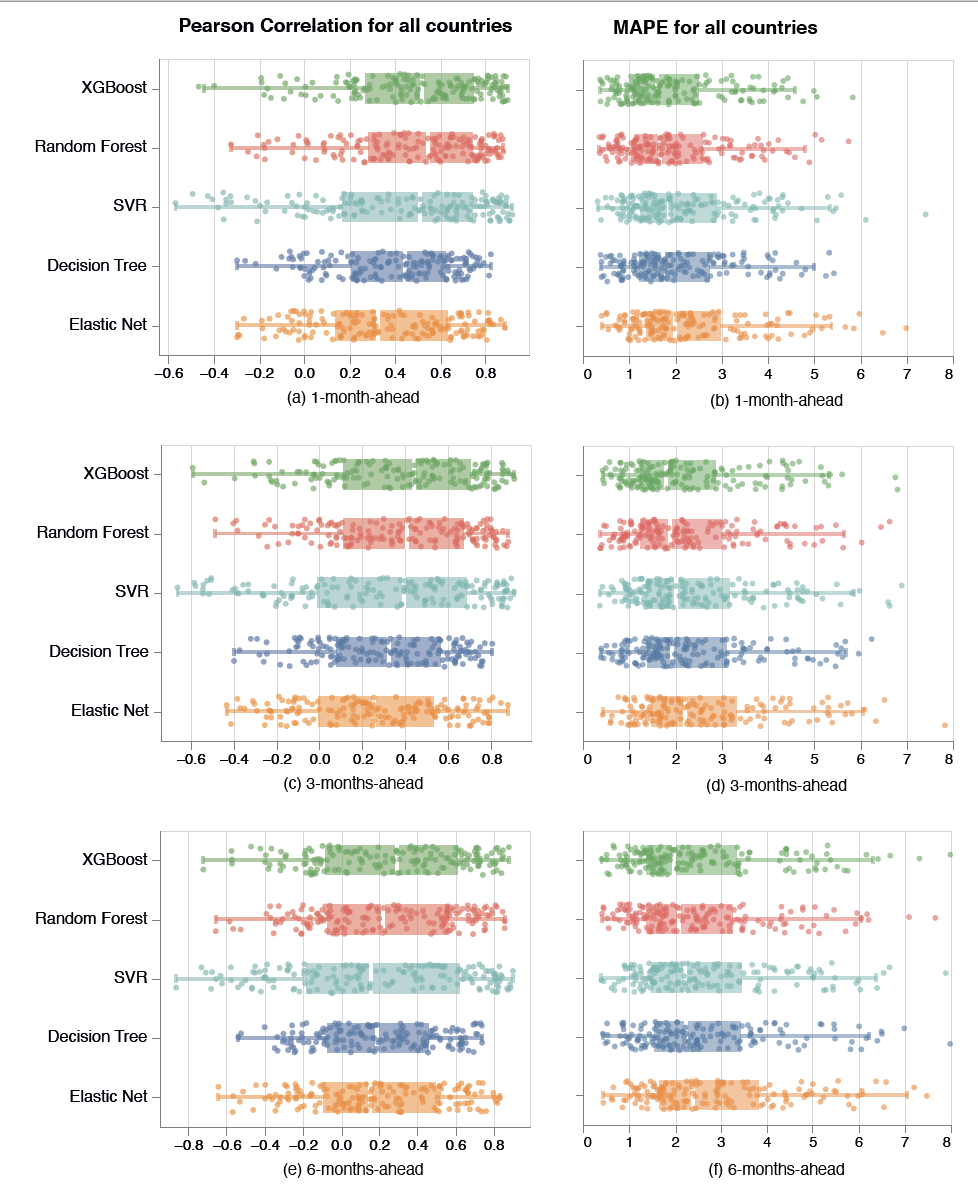 Pearson Correlation for all countries
MAPE for all countries
XGBoost
Random Forest
SVR
Decision Tree
Elastic Net
−0.6 −0.4 −0.2 0.0 0.2 0.4 0.6 0.8
(a) 1-month-ahead
0 1 2 3 4 5 6 7 8
(b) 1-month-ahead
XGBoost
Random Forest
SVR
Decision Tree
Elastic Net
−0.6 −0.4 −0.2 0.0 0.2 0.4 0.6 0.8
(c) 3-months-ahead
0 1 2 3 4 5 6 7 8
(d) 3-months-ahead
XGBoost
Random Forest
SVR
Decision Tree
Elastic Net
−0.8 −0.6 −0.4 −0.2 0.0 0.2 0.4 0.6 0.8
(e) 6-months-ahead
0 1 2 3 4 5 6 7 8
(f) 6-months-ahead